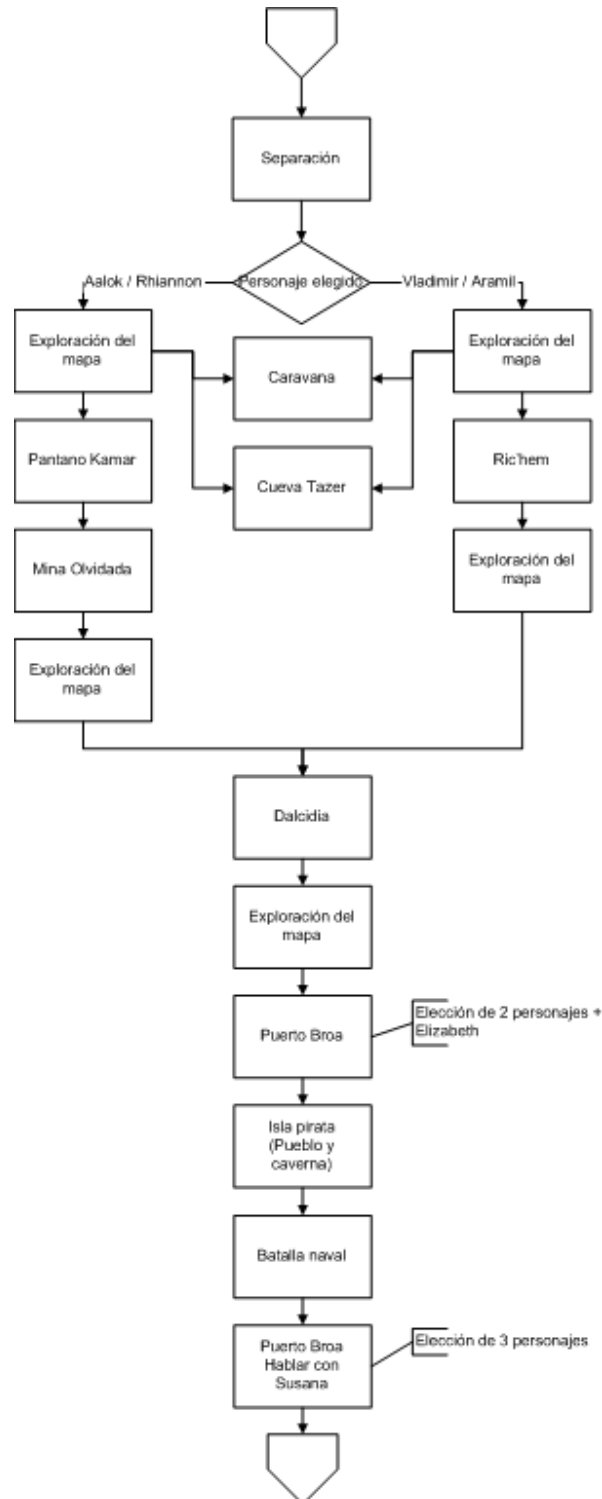 Separación
Aalok / Rhiannon
Personaje elegido
Vladimir / Aramil
Exploración del
mapa
Caravana
Exploración del
mapa
Pantano Kamar
Cueva Tazer
Ric'hem
Mina Olvidada
Exploración del
mapa
Exploración del
mapa
Dalcidia
Exploración del
mapa
Puerto Broa
Elección de 2 personajes +
Elizabeth
Isla pirata
(Pueblo y
caverna)
Batalla naval
Puerto Broa
Hablar con
Susana
Elección de 3 personajes